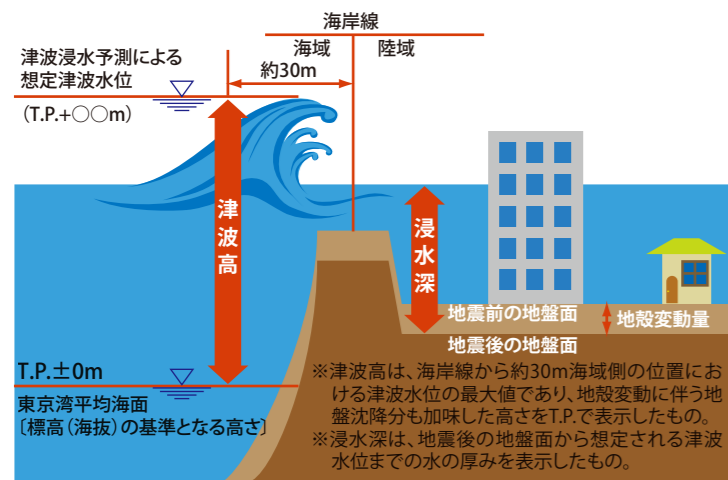 海岸線
海域
陸域
約30m
津波浸水予測による
想定津波水位
（T.P.+○○m）
津波高
浸水深
地震前の地盤面
地殻変動量
地震後の地盤面
T.P.±0m
東京湾平均海面
〔標高（海抜）の基準となる高さ〕
※津波高は、海岸線から約30m海域側の位置にお
ける津波水位の最大値であり、地殻変動に伴う地
盤沈降分も加味した高さをT.P.で表示したもの。
※浸水深は、地震後の地盤面から想定される津波
水位までの水の厚みを表示したもの。